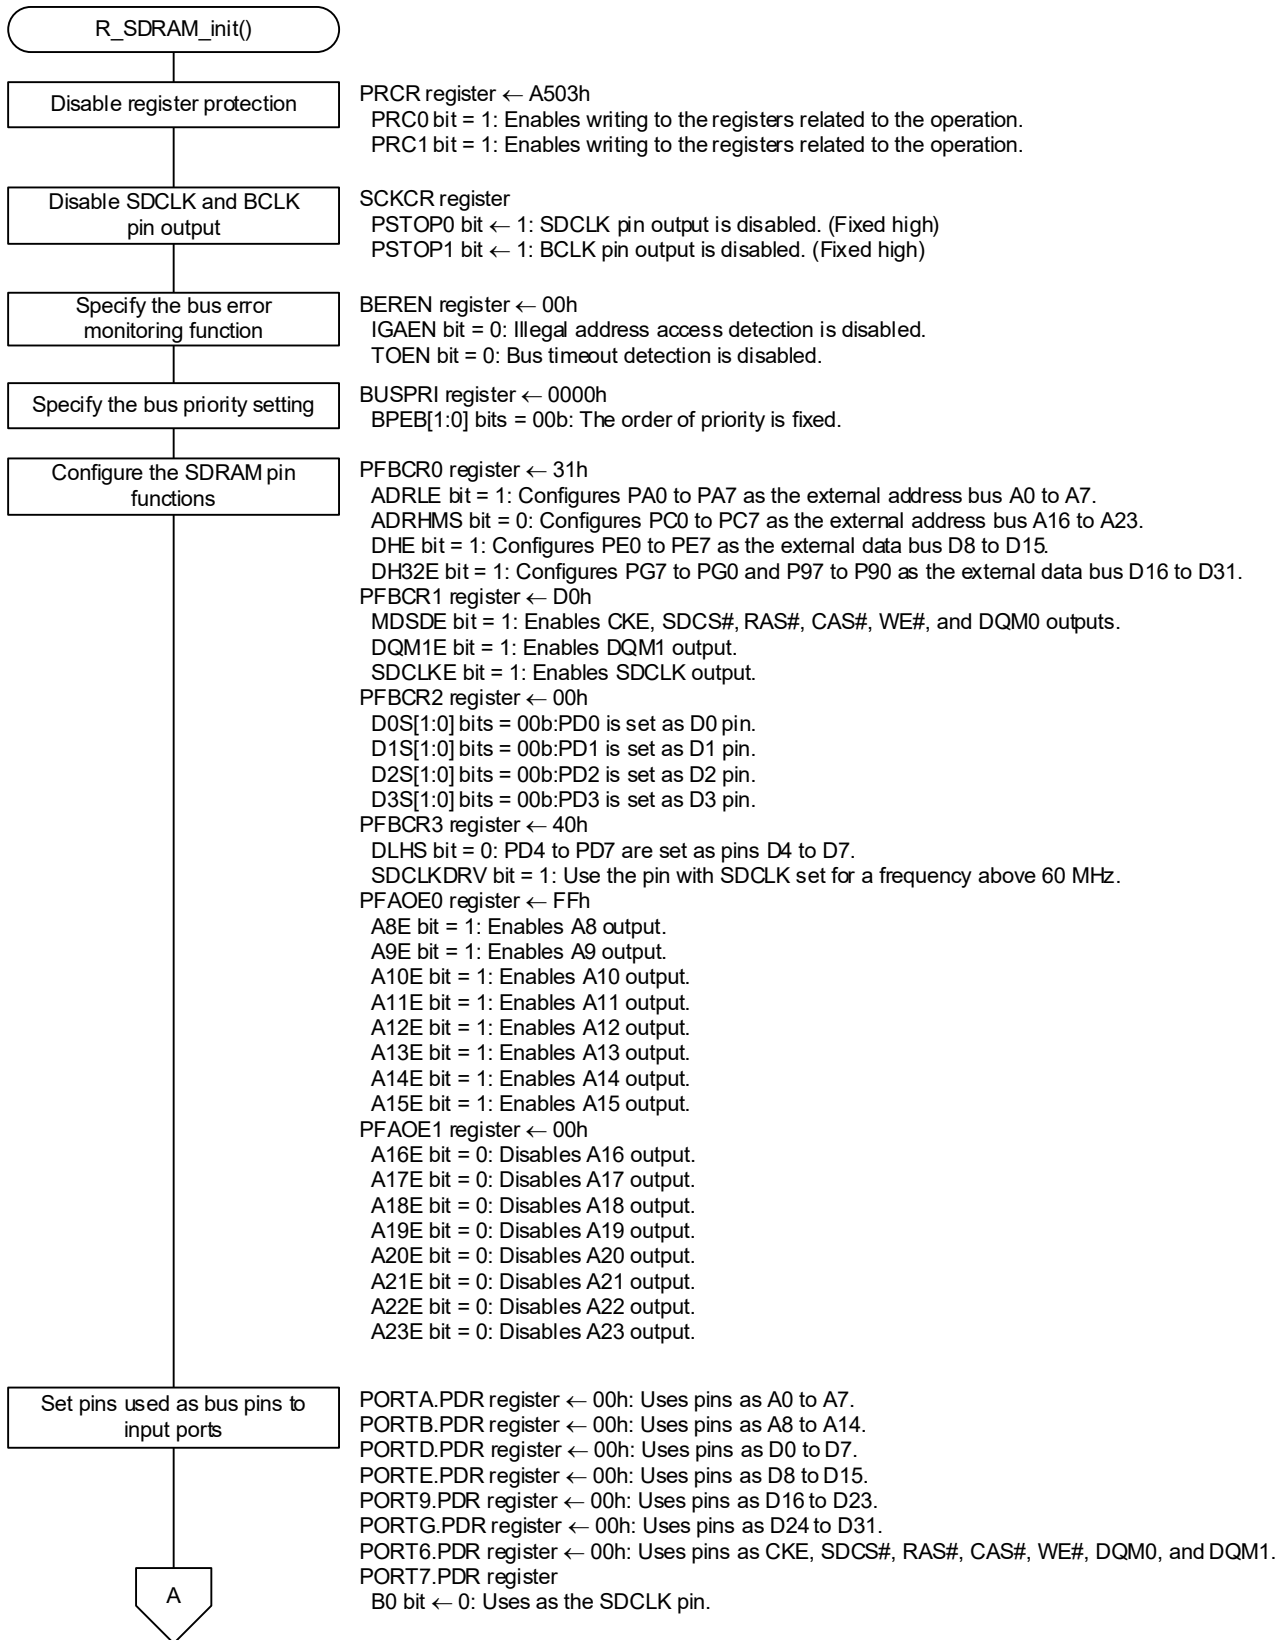 R_SDRAM_init()
Disable register protection
PRCR register ← A503h
PRC0 bit = 1: Enables writing to the registers related to the operation.
PRC1 bit = 1: Enables writing to the registers related to the operation.
Disable SDCLK and BCLK
pin output
SCKCR register
PSTOP0 bit ← 1: SDCLK pin output is disabled. (Fixed high)
PSTOP1 bit ← 1: BCLK pin output is disabled. (Fixed high)
Specify the bus error
monitoring function
BEREN register ← 00h
IGAEN bit = 0: Illegal address access detection is disabled.
TOEN bit = 0: Bus timeout detection is disabled.
Specify the bus priority setting
BUSPRI register ← 0000h
BPEB[1:0] bits = 00b: The order of priority is fixed.
Configure the SDRAM pin
functions
PFBCR0 register ← 31h
ADRLE bit = 1: Configures PA0 to PA7 as the external address bus A0 to A7.
ADRHMS bit = 0: Configures PC0 to PC7 as the external address bus A16 to A23.
DHE bit = 1: Configures PE0 to PE7 as the external data bus D8 to D15.
DH32E bit = 1: Configures PG7 to PG0 and P97 to P90 as the external data bus D16 to D31.
PFBCR1 register ← D0h
MDSDE bit = 1: Enables CKE, SDCS#, RAS#, CAS#, WE#, and DQM0 outputs.
DQM1E bit = 1: Enables DQM1 output.
SDCLKE bit = 1: Enables SDCLK output.
PFBCR2 register ← 00h
D0S[1:0] bits = 00b:PD0 is set as D0 pin.
D1S[1:0] bits = 00b:PD1 is set as D1 pin.
D2S[1:0] bits = 00b:PD2 is set as D2 pin.
D3S[1:0] bits = 00b:PD3 is set as D3 pin.
PFBCR3 register ← 40h
DLHS bit = 0: PD4 to PD7 are set as pins D4 to D7.
SDCLKDRV bit = 1: Use the pin with SDCLK set for a frequency above 60 MHz.
PFAOE0 register ← FFh
A8E bit = 1: Enables A8 output.
A9E bit = 1: Enables A9 output.
A10E bit = 1: Enables A10 output.
A11E bit = 1: Enables A11 output.
A12E bit = 1: Enables A12 output.
A13E bit = 1: Enables A13 output.
A14E bit = 1: Enables A14 output.
A15E bit = 1: Enables A15 output.
PFAOE1 register ← 00h
A16E bit = 0: Disables A16 output.
A17E bit = 0: Disables A17 output.
A18E bit = 0: Disables A18 output.
A19E bit = 0: Disables A19 output.
A20E bit = 0: Disables A20 output.
A21E bit = 0: Disables A21 output.
A22E bit = 0: Disables A22 output.
A23E bit = 0: Disables A23 output.
Set pins used as bus pins to
input ports
PORTA.PDR register ← 00h: Uses pins as A0 to A7.
PORTB.PDR register ← 00h: Uses pins as A8 to A14.
PORTD.PDR register ← 00h: Uses pins as D0 to D7.
PORTE.PDR register ← 00h: Uses pins as D8 to D15.
PORT9.PDR register ← 00h: Uses pins as D16 to D23.
PORTG.PDR register ← 00h: Uses pins as D24 to D31.
PORT6.PDR register ← 00h: Uses pins as CKE, SDCS#, RAS#, CAS#, WE#, DQM0, and DQM1.
PORT7.PDR register
B0 bit ← 0: Uses as the SDCLK pin.
A